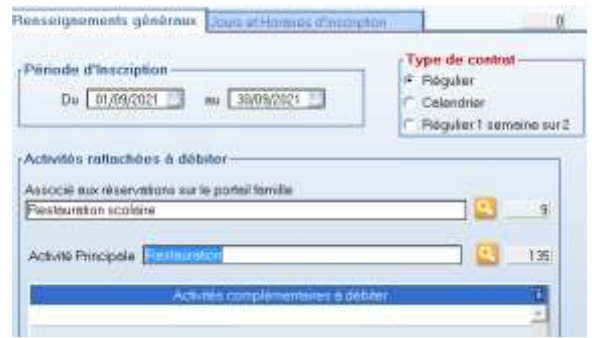 Renseignements généraux Jours et Horaires d'Inscription 0
Période d'Inscription
Du 01/09/2021 au 30/09/2021
Type de contrat
Régulier
Calendrier
Régulier 1 semaine sur 2
Activités rattachées à débiter
Associé aux réservations sur le portail famille
Restauration scolaire 9
Activité Principale Restauration 135
Activités complémentaires à débiter